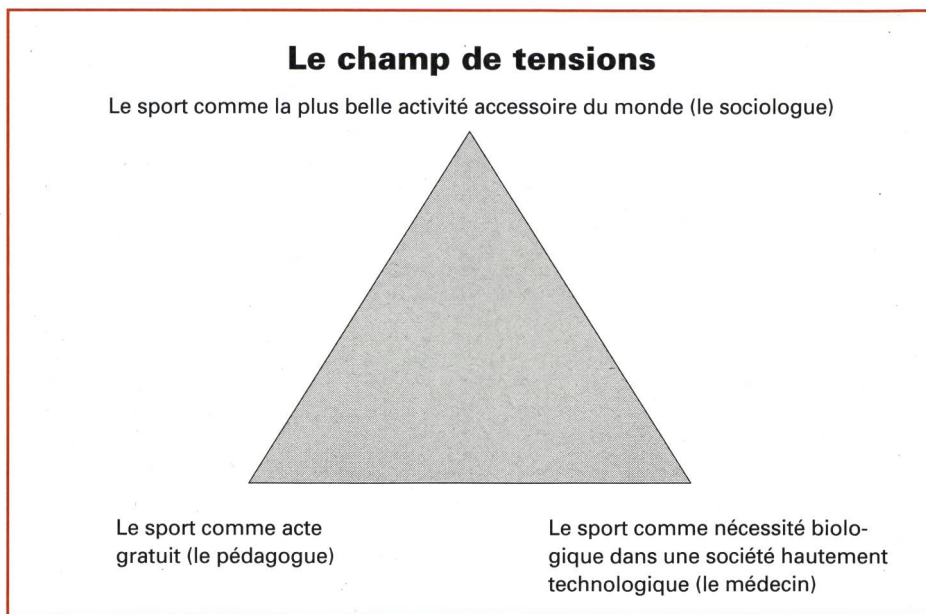 Le champ de tensions
Le sport comme la plus belle activité accessoire du monde (le sociologue)
Le sport comme acte
gratuit (le pédagogue)
Le sport comme nécessité biolo-
gique dans une société hautement
technologique (le médecin)